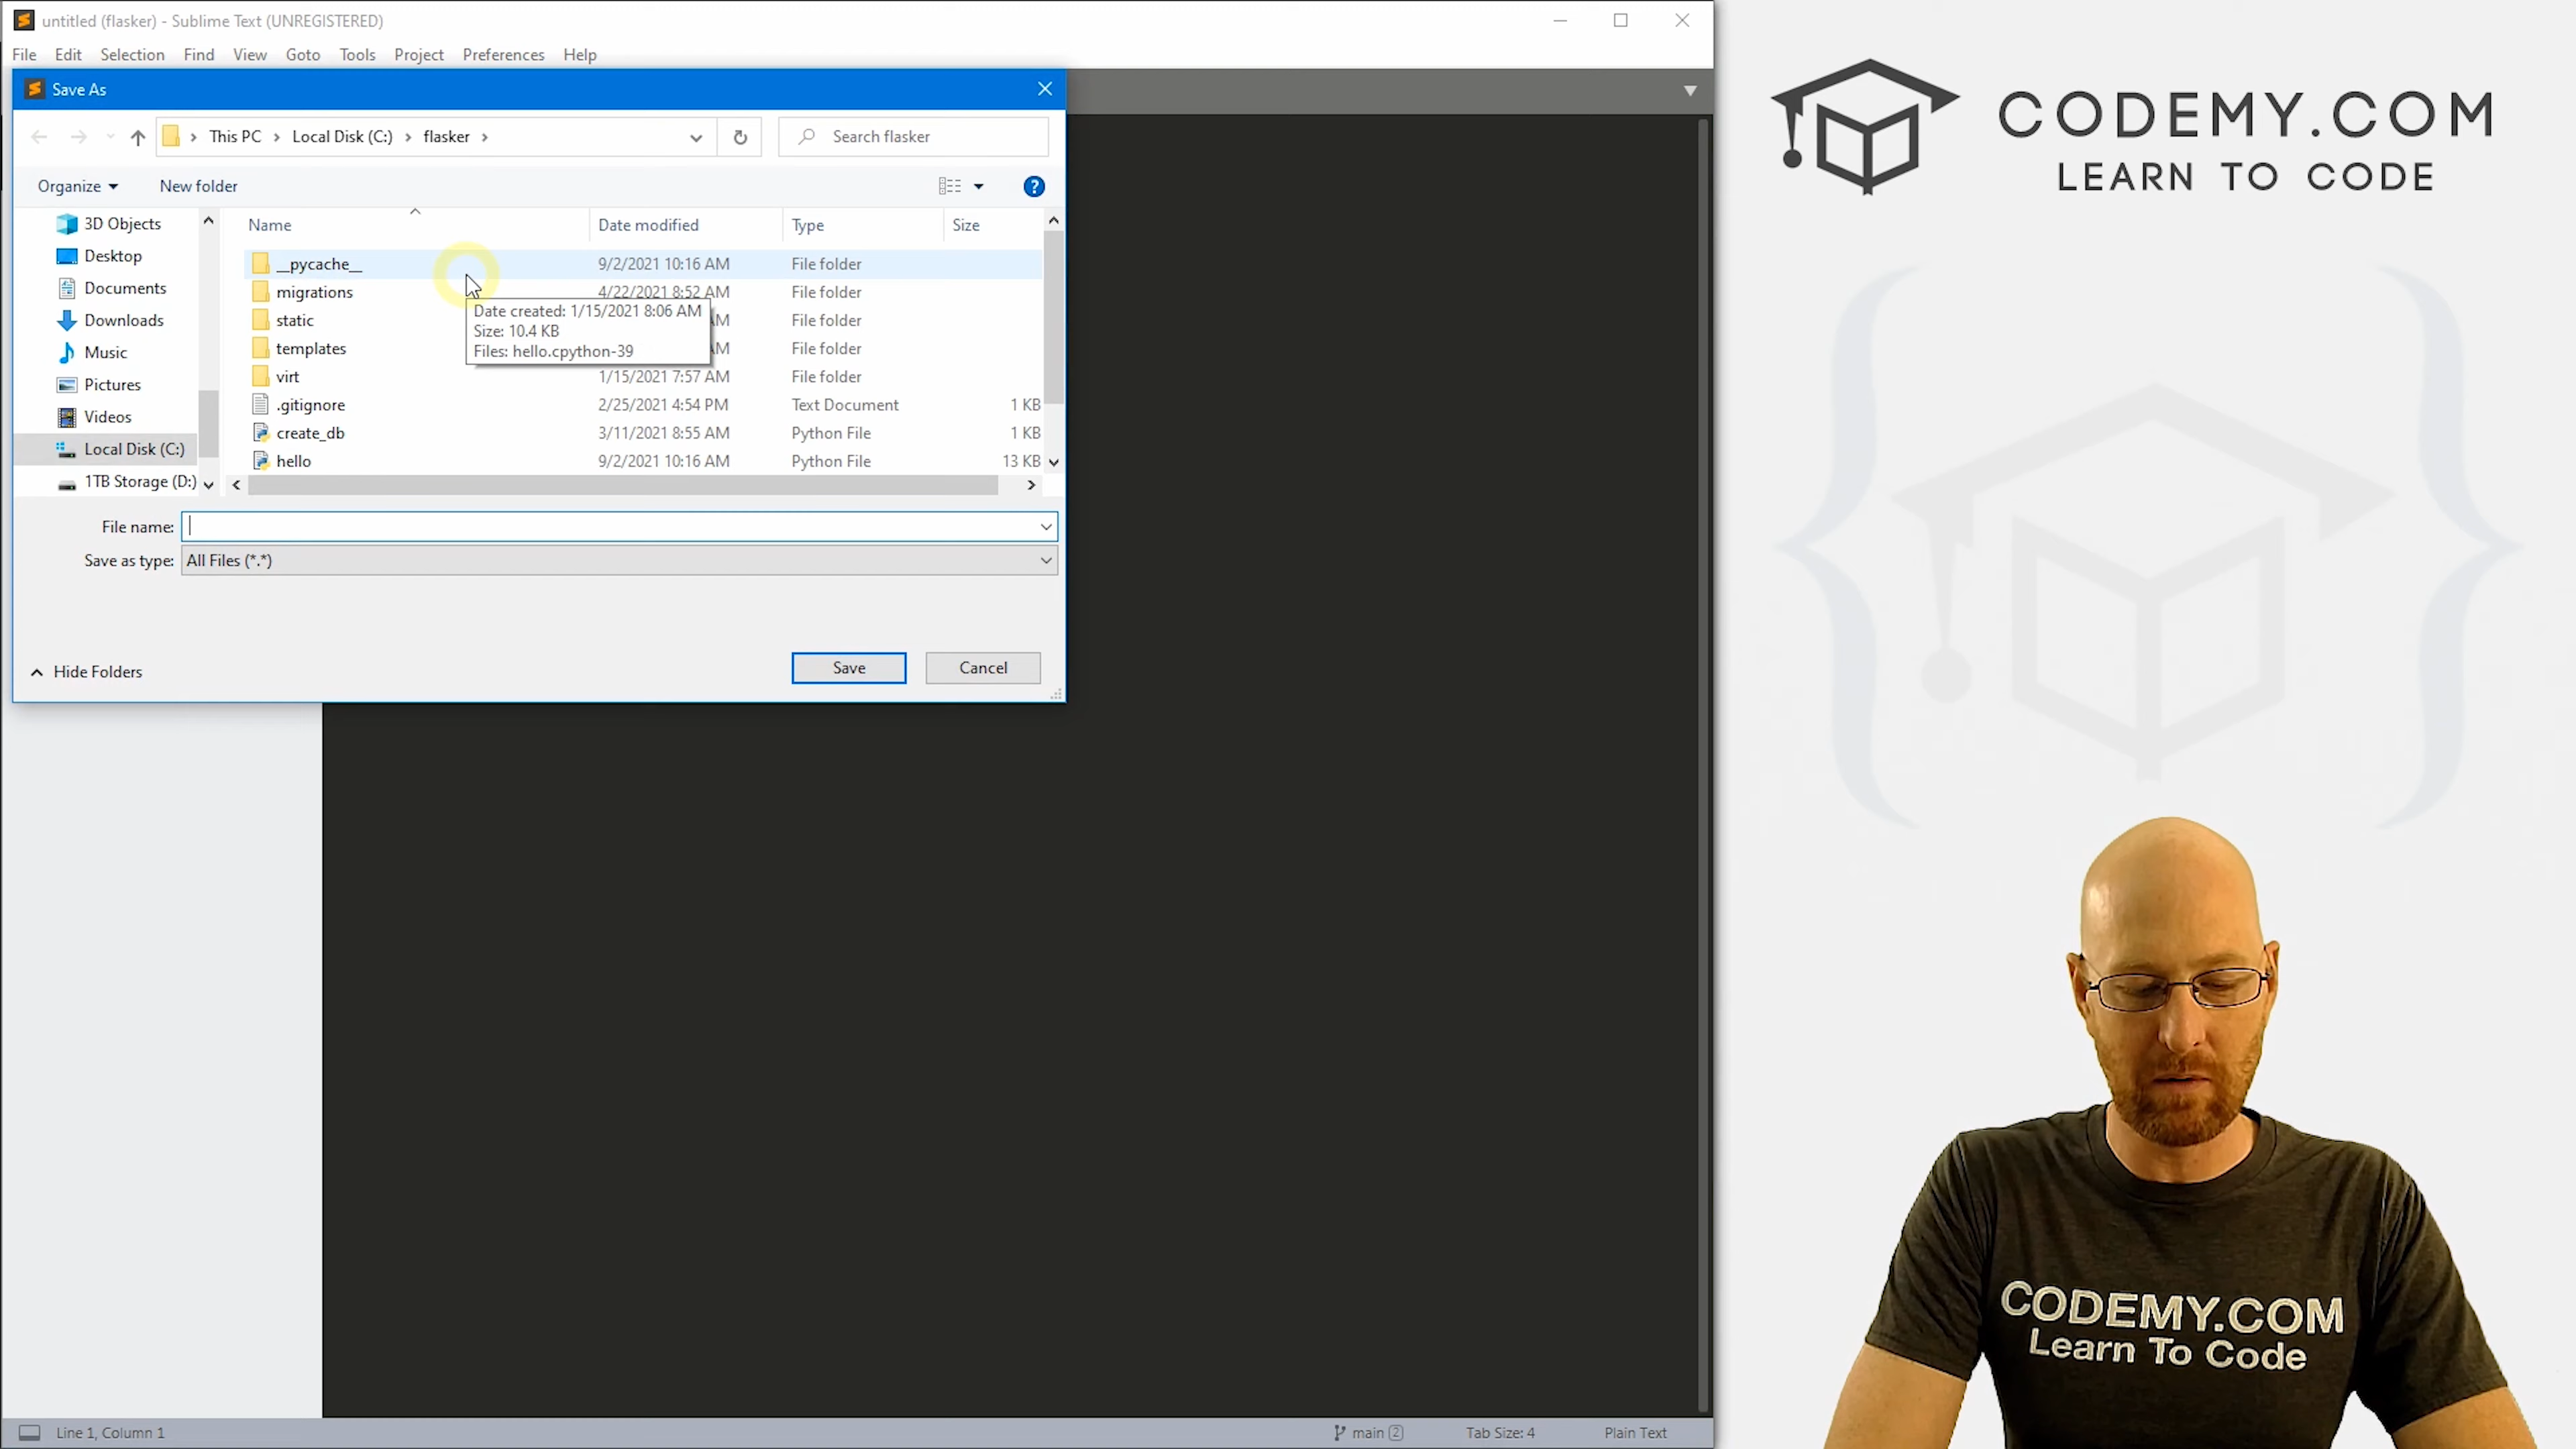 untitled (flasker) - Sublime Text (UNREGISTERED)
File Edit Selection Find View Goto Tools Project Preferences Help
Save As
This PC > Local Disk (C:) > flasker >
Search flasker
Organize New folder
Name Date modified Type Size
3D Objects
Desktop
Documents
Downloads
Music
Pictures
Videos
Local Disk (C:)
1TB Storage (D:)
__pycache__ 9/2/2021 10:16 AM File folder
migrations 4/22/2021 8:52 AM File folder
static AM File folder
templates AM File folder
virt 1/15/2021 7:57 AM File folder
.gitignore 2/25/2021 4:54 PM Text Document 1 KB
create_db 3/11/2021 8:55 AM Python File 1 KB
hello 9/2/2021 10:16 AM Python File 13 KB
Date created: 1/15/2021 8:06 AM
Size: 10.4 KB
Files: hello.cpython-39
File name:
Save as type: All Files (*.*)
Hide Folders
Save Cancel
Line 1, Column 1
main 2
Tab Size: 4
Plain Text
CODEMY.COM
LEARN TO CODE
CODEMY.COM
Learn To Code